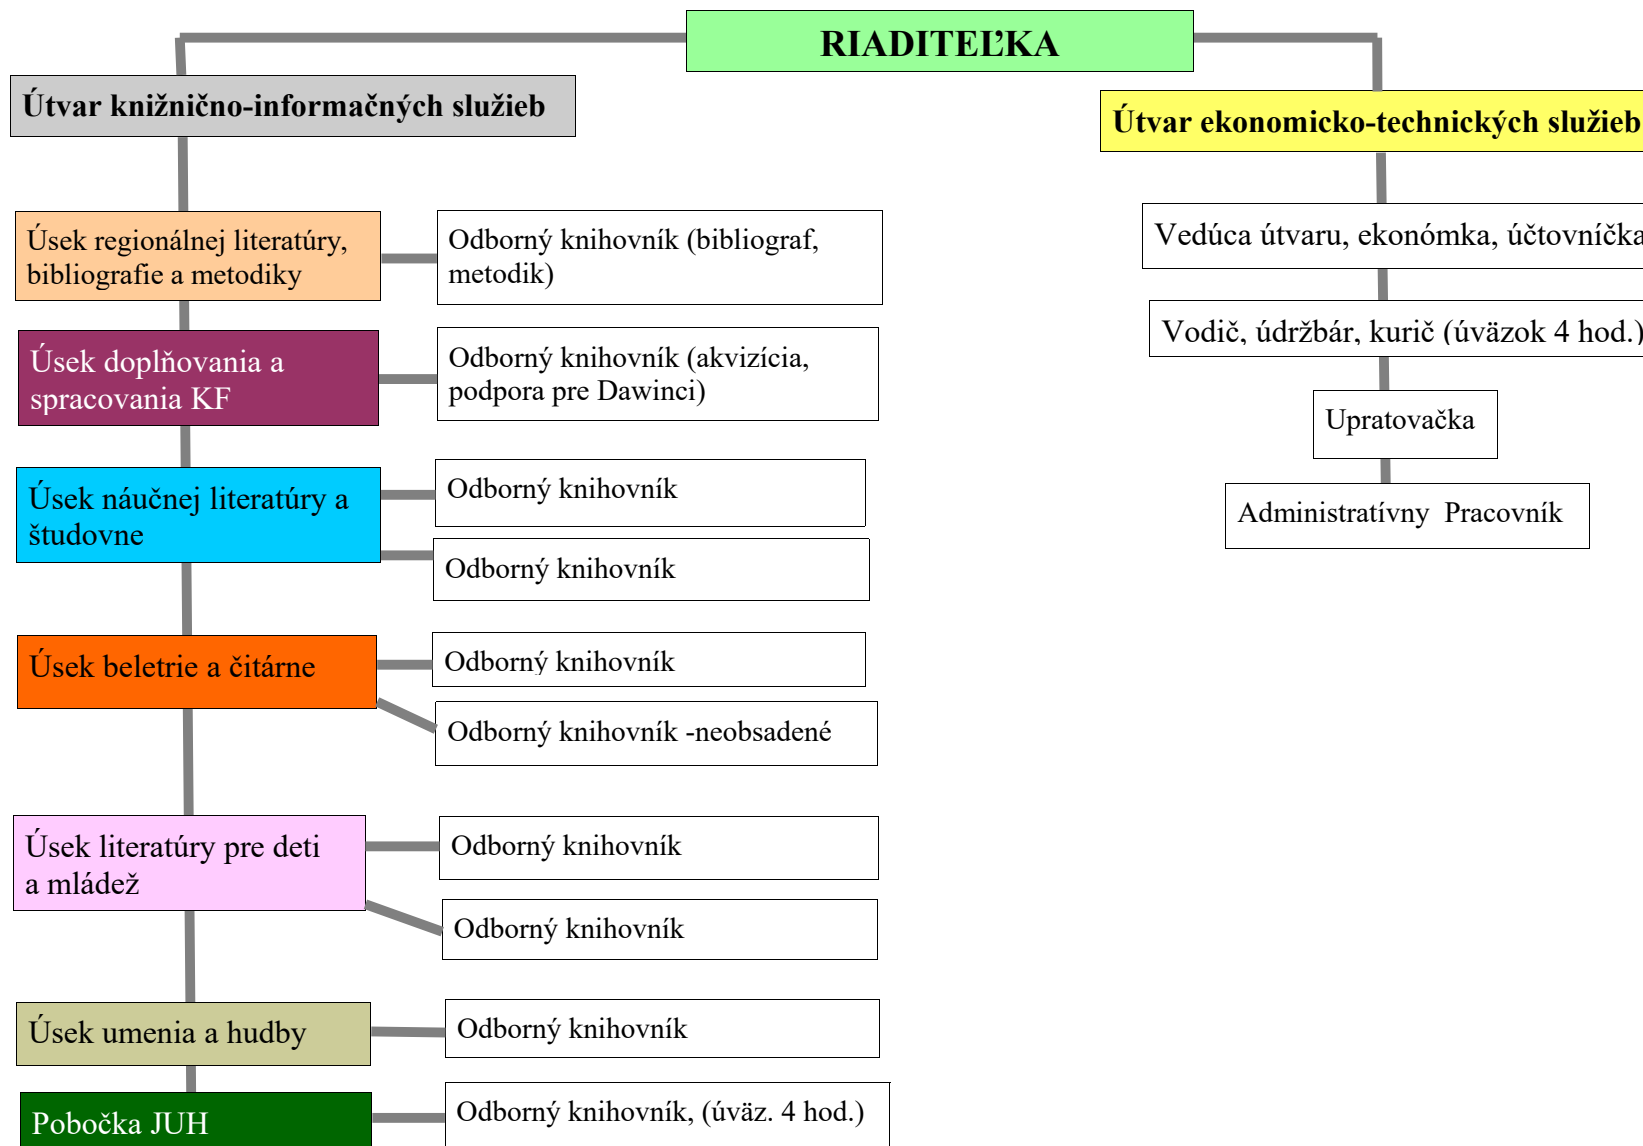 RIADITEĽKA
Útvar knižnično-informačných služieb
Útvar ekonomicko-technických služieb
Úsek regionálnej literatúry,
bibliografie a metodiky
Odborný knihovník (bibliograf,
metodik)
Vedúca útvaru, ekonómka, účtovníčka
Vodič, údržbár, kurič (úväzok 4 hod.)
Úsek doplňovania a
spracovania KF
Odborný knihovník (akvizícia,
podpora pre Dawinci)
Upratovačka
Administratívny  Pracovník
Úsek náučnej literatúry a
študovne
Odborný knihovník
Odborný knihovník
Úsek beletrie a čitárne
Odborný knihovník
Odborný knihovník -neobsadené
Úsek literatúry pre deti
a mládež
Odborný knihovník
Odborný knihovník
Úsek umenia a hudby
Odborný knihovník
Pobočka JUH
Odborný knihovník, (úväz. 4 hod.)